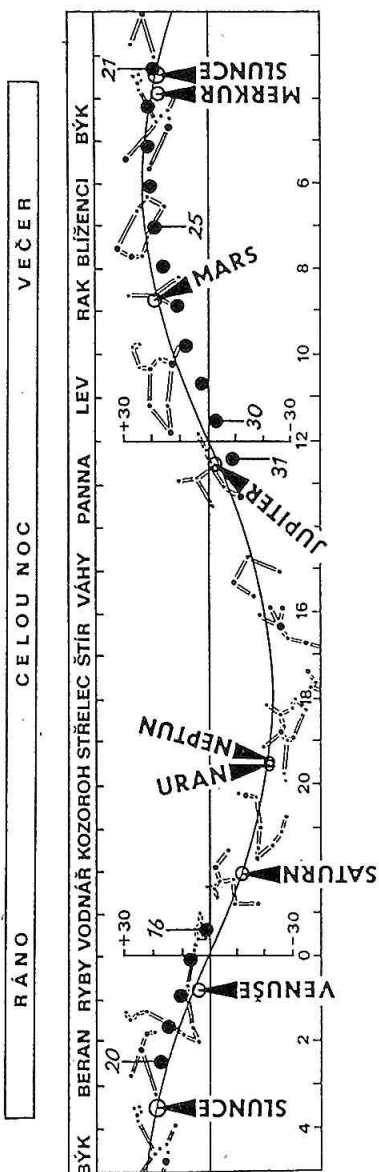 RÁNO CELOU NOC VEČER
BÝK BERAN RYBY VODNÁŘ KOZOROH STŘELEC ŠTÍR VÁHY PANNA LEV RAK BLÍŽENCI BÝK
+30 +30
20 16 31 30 25 21
SLUNCE
VENUŠE
SATURN
URAN
NEPTUN
JUPITER
MARS
MERKUR
SLUNCE
-30 -30
4 2 0 20 18 16 12 10 8 6